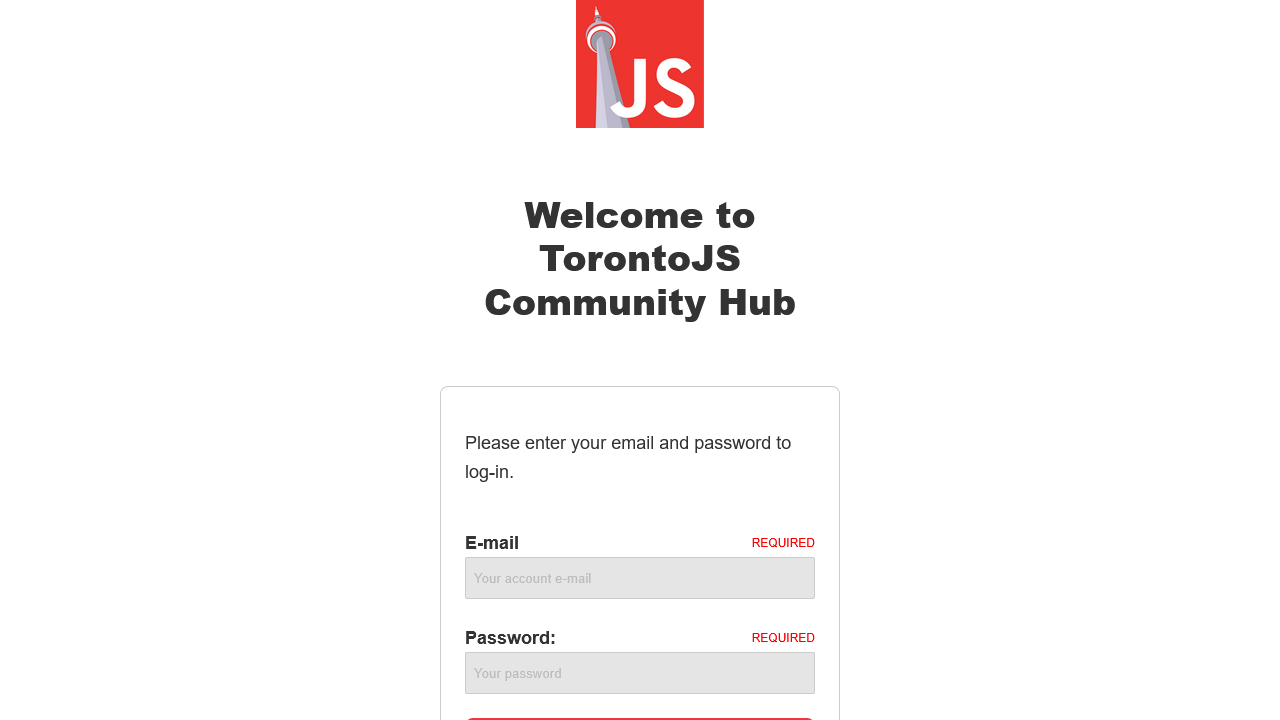 JS
Welcome to
TorontoJS
Community Hub
Please enter your email and password to
log-in.
E-mail REQUIRED
Your account e-mail
Password: REQUIRED
Your password